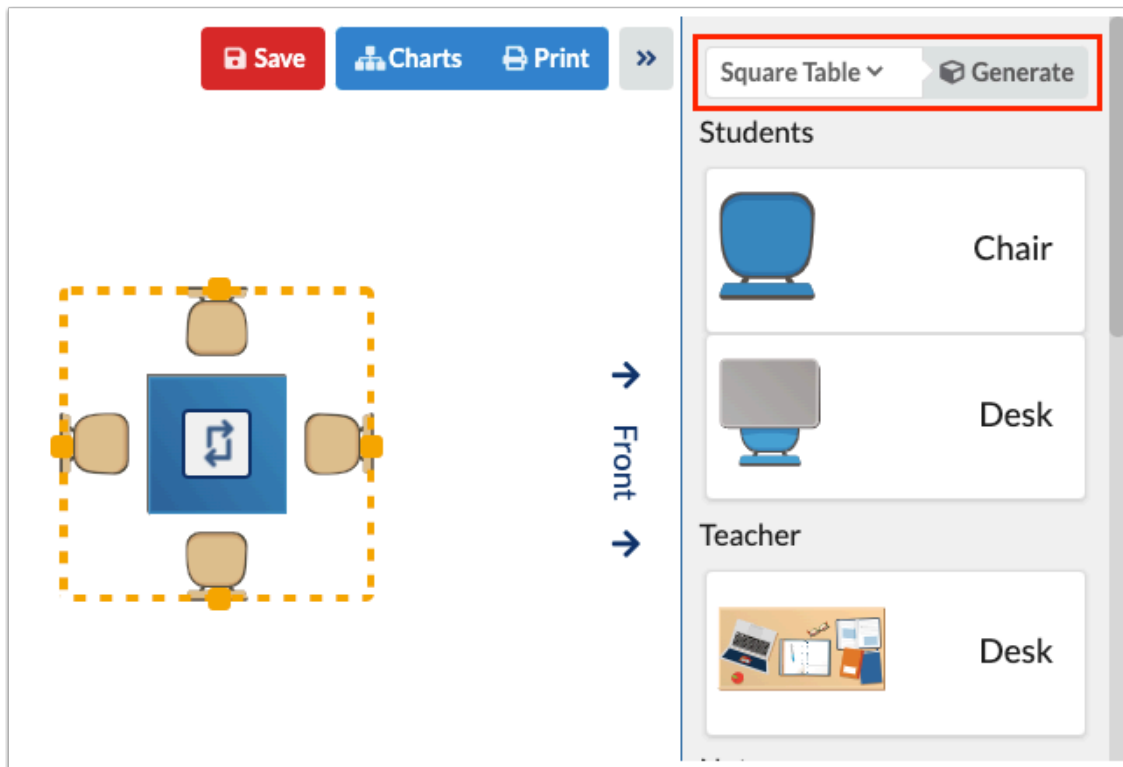 Save
Charts
Print
Square Table
Generate
Students
Chair
Desk
Front
Teacher
Desk